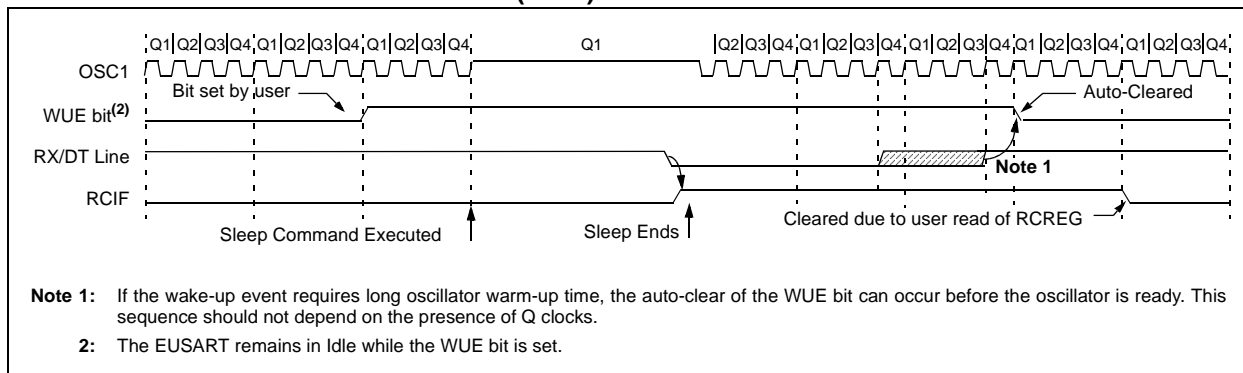 Q1 Q2 Q3 Q4 Q1 Q2 Q3 Q4 Q1 Q2 Q3 Q4 Q1 Q2 Q3 Q4 Q1 Q2 Q3 Q4 Q1 Q2 Q3 Q4 Q1 Q2 Q3 Q4 Q1 Q2 Q3 Q4
OSC1
Bit set by user
Auto-Cleared
WUE bit(2)
RX/DT Line
Note 1
RCIF
Cleared due to user read of RCREG
Sleep Command Executed
Sleep Ends
Note 1: If the wake-up event requires long oscillator warm-up time, the auto-clear of the WUE bit can occur before the oscillator is ready. This
sequence should not depend on the presence of Q clocks.
2: The EUSART remains in Idle while the WUE bit is set.